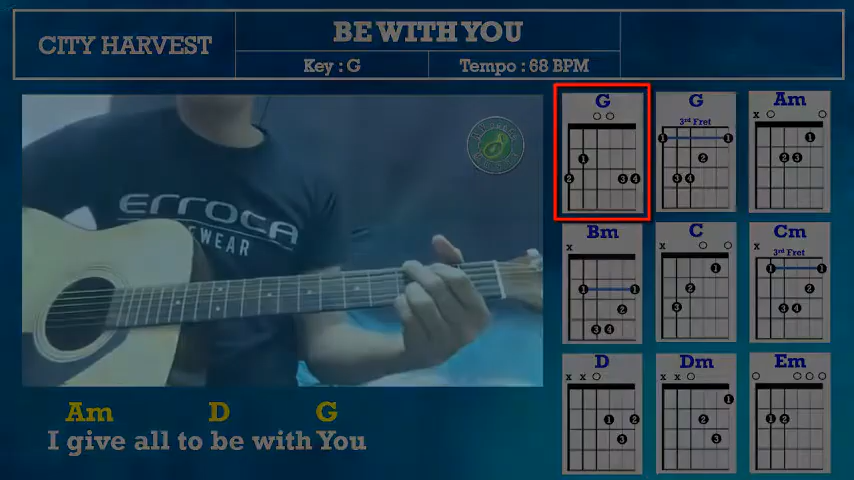 CITY HARVEST
BE WITH YOU
Key : G
Tempo : 68 BPM
G
G
Am
3rd Fret
ERROCA
WEAR
Bm
C
Cm
3rd Fret
D
Dm
Em
Am D G
I give all to be with You